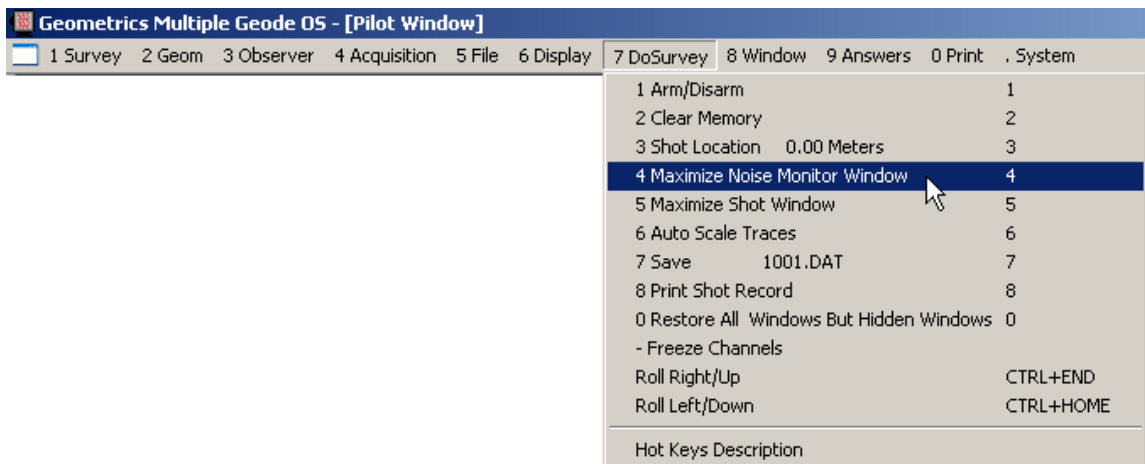 Geometrics Multiple Geode OS - [Pilot Window]
1 Survey 2 Geom 3 Observer 4 Acquisition 5 File 6 Display 7 DoSurvey 8 Window 9 Answers 0 Print . System
1 Arm/Disarm 1
2 Clear Memory 2
3 Shot Location 0.00 Meters 3
4 Maximize Noise Monitor Window 4
5 Maximize Shot Window 5
6 Auto Scale Traces 6
7 Save 1001.DAT 7
8 Print Shot Record 8
0 Restore All Windows But Hidden Windows 0
- Freeze Channels
Roll Right/Up CTRL+END
Roll Left/Down CTRL+HOME
Hot Keys Description